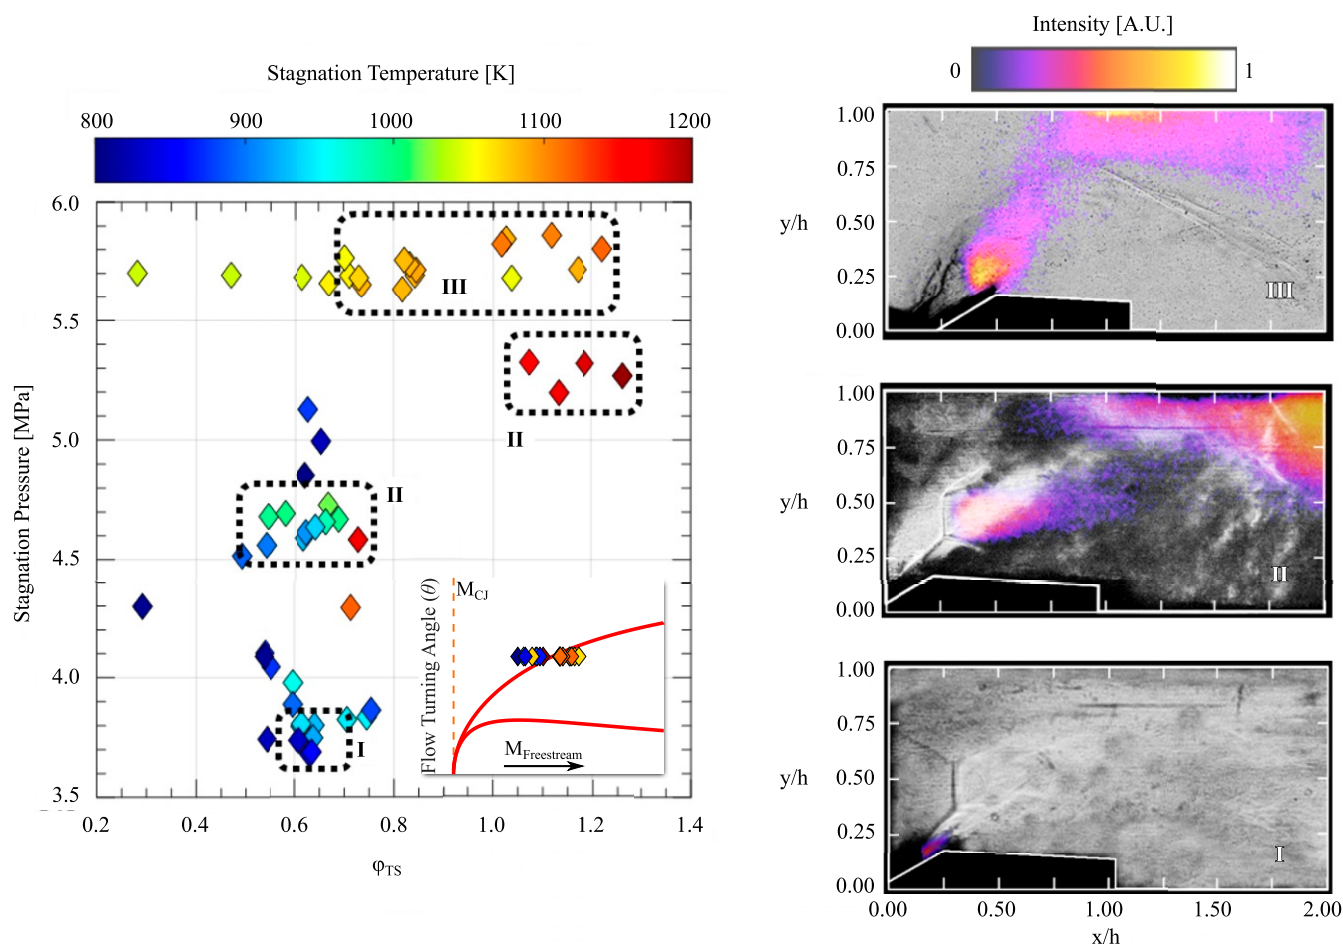 Stagnation Temperature [K]
800 900 1000 1100 1200
6.0
5.5
5.0
4.5
4.0
3.5
Stagnation Pressure [MPa]
III
II
II
I
Flow Turning Angle (θ)
M_CJ
M_Freestream
0.2 0.4 0.6 0.8 1.0 1.2 1.4
φ_TS
Intensity [A.U.]
0 1
1.00
0.75
y/h 0.50
0.25
0.00
III
1.00
0.75
y/h 0.50
0.25
0.00
II
1.00
0.75
y/h 0.50
0.25
0.00
I
0.00 0.50 1.00 1.50 2.00
x/h